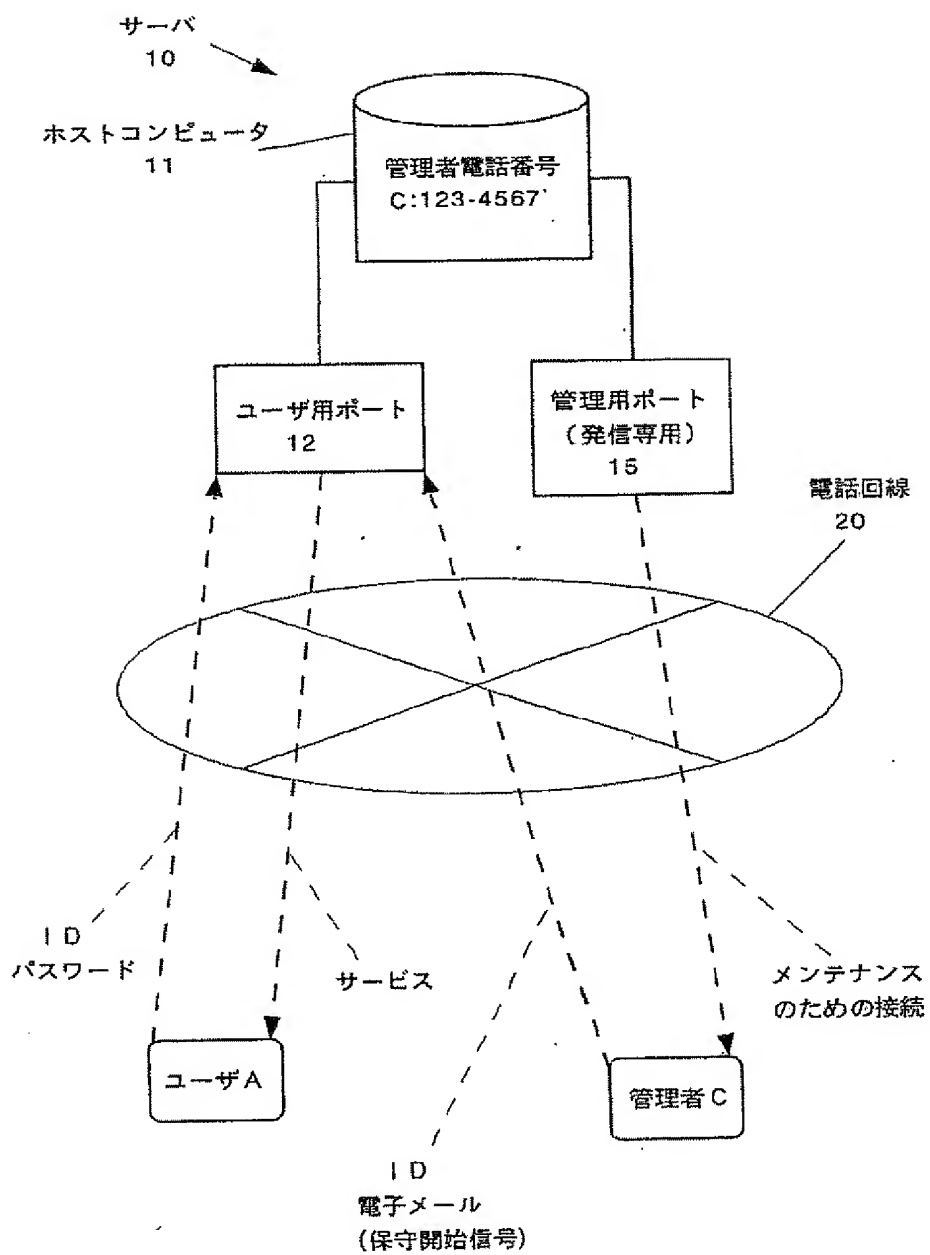 サーバ
10
ホストコンピュータ
11
管理者電話番号
C:123-4567
ユーザ用ポート
12
管理用ポート
(発信専用)
15
電話回線
20
ID
パスワード
サービス
メンテナンス
のための接続
ユーザA
管理者C
ID
電子メール
(保守開始信号)